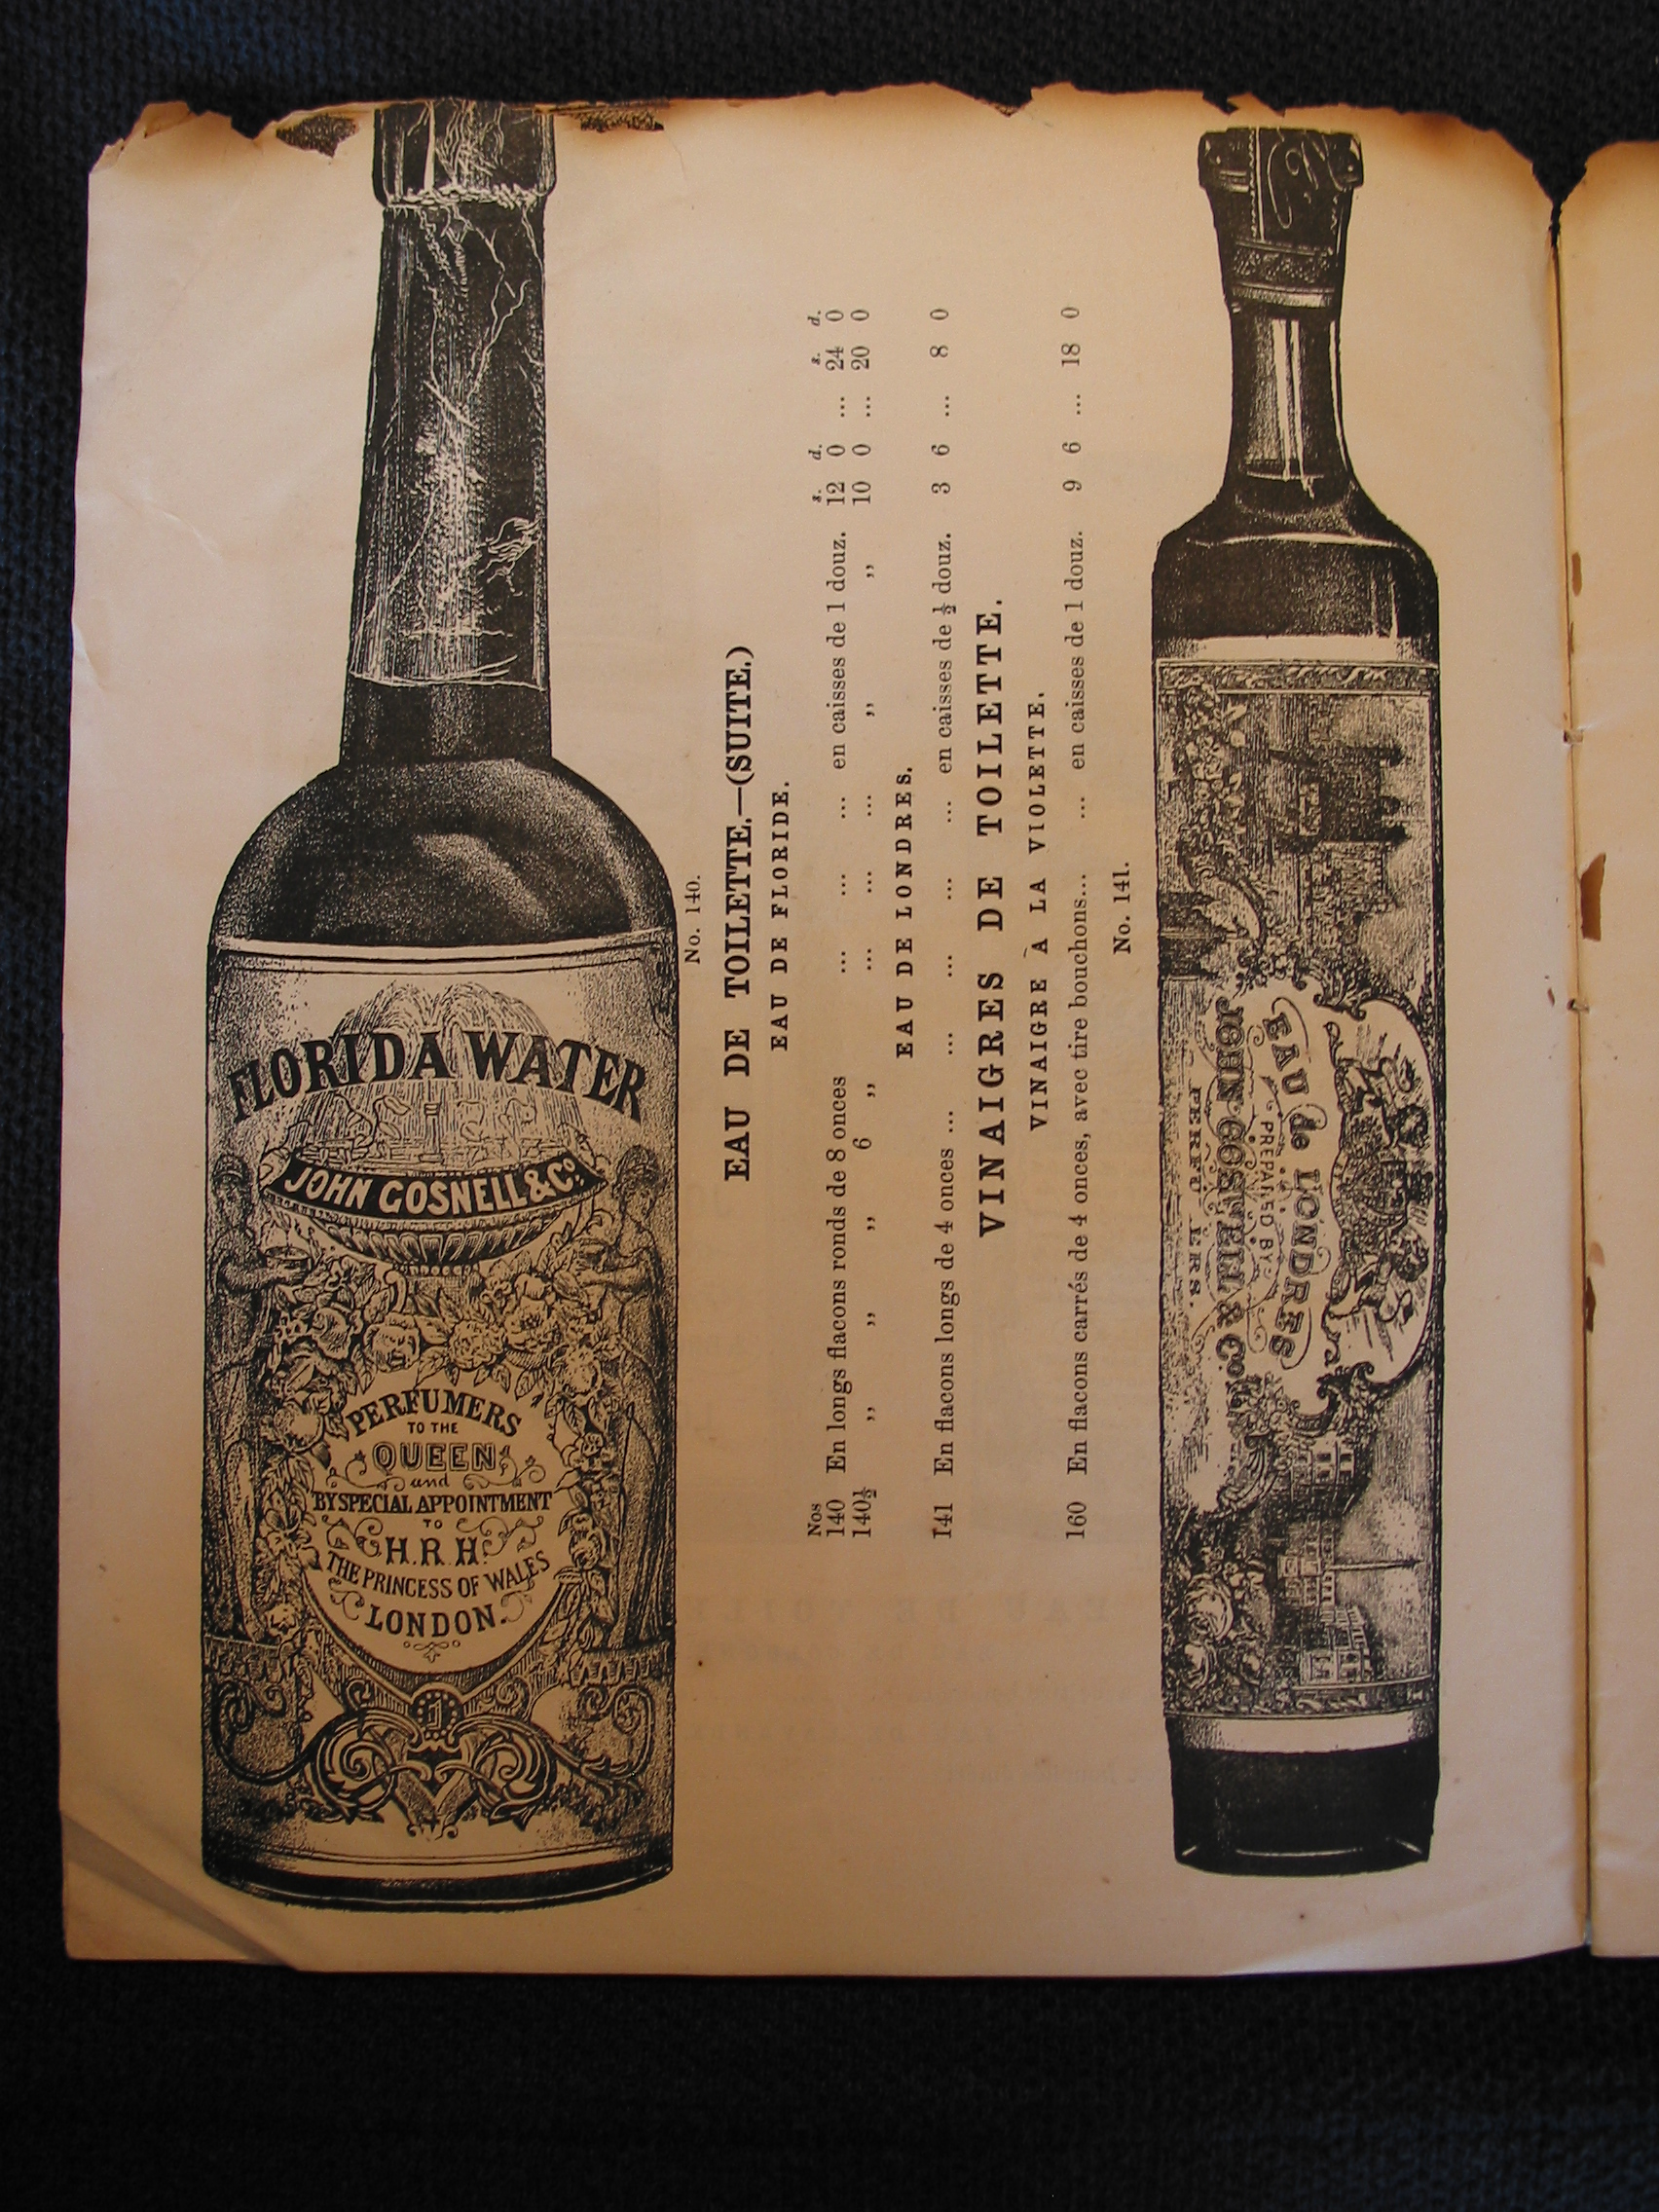 FLORIDA WATER
JOHN GOSNELL & Co.
PERFUMERS
TO THE
QUEEN,
and
BY SPECIAL APPOINTMENT
TO
H.R.H.
THE PRINCESS OF WALES
LONDON.
No. 140.
EAU DE TOILETTE.—(SUITE.)
EAU DE FLORIDE.
Nos s. d. s. d.
140 En longs flacons ronds de 8 onces ... ... ... en caisses de 1 douz. 12 0 ... 24 0
140½ ,, ,, ,, 6 ,, ... ... ... ,, ,, 10 0 ... 20 0
EAU DE LONDRES.
141 En flacons longs de 4 onces ... ... ... ... ... en caisses de ½ douz. 3 6 ... 8 0
VINAIGRES DE TOILETTE.
VINAIGRE À LA VIOLETTE.
160 En flacons carrés de 4 onces, avec tire bouchons... ... en caisses de 1 douz. 9 6 ... 18 0
No. 141.
EAU de LONDRES
PREPARED BY
JOHN GOSNELL & Co.
PERFUMERS.